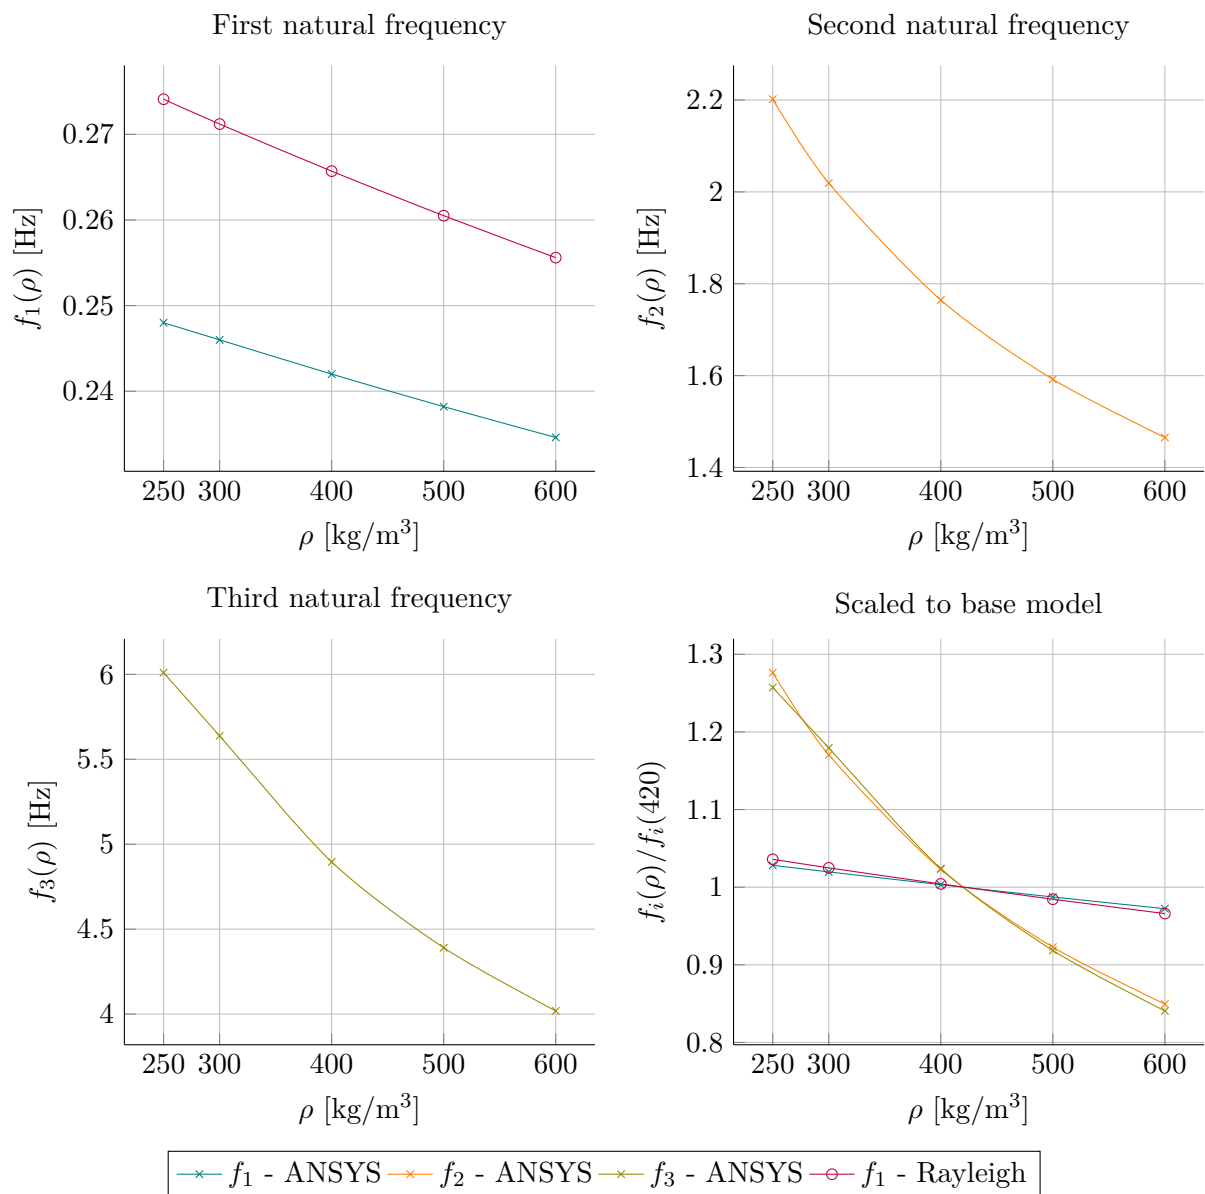 First natural frequency
0.27
0.26
0.25
0.24
f₁(ρ) [Hz]
250 300 400 500 600
ρ [kg/m³]
Second natural frequency
2.2
2
1.8
1.6
1.4
f₂(ρ) [Hz]
250 300 400 500 600
ρ [kg/m³]
Third natural frequency
6
5.5
5
4.5
4
f₃(ρ) [Hz]
250 300 400 500 600
ρ [kg/m³]
Scaled to base model
1.3
1.2
1.1
1
0.9
0.8
fᵢ(ρ)/fᵢ(420)
250 300 400 500 600
ρ [kg/m³]
f₁ - ANSYS f₂ - ANSYS f₃ - ANSYS f₁ - Rayleigh